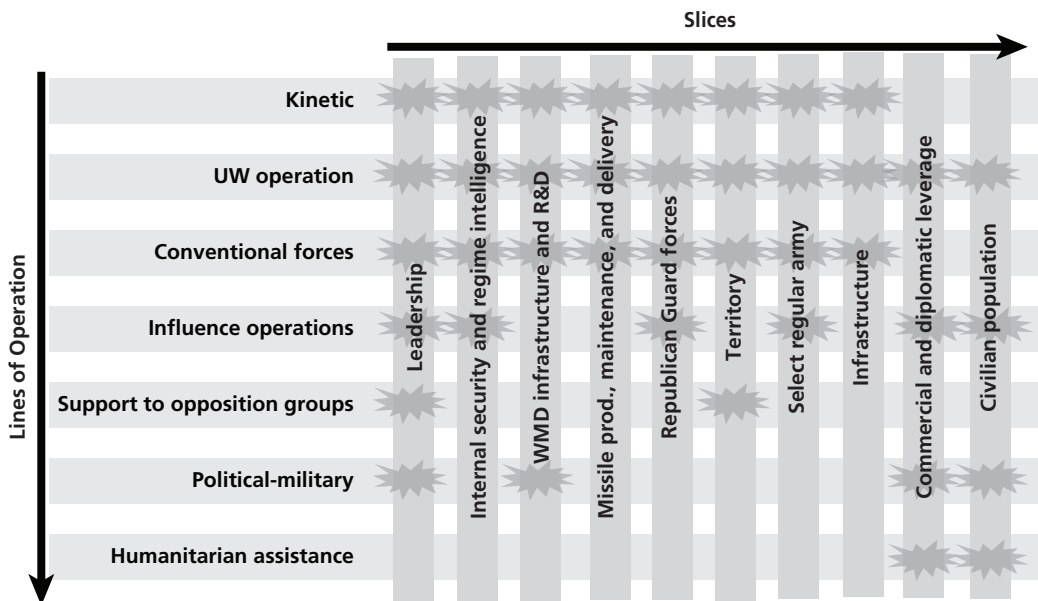 Slices
Lines of Operation
Kinetic
UW operation
Conventional forces
Influence operations
Support to opposition groups
Political-military
Humanitarian assistance
Leadership
Internal security and regime intelligence
WMD infrastructure and R&D
Missile prod., maintenance, and delivery
Republican Guard forces
Territory
Select regular army
Infrastructure
Commercial and diplomatic leverage
Civilian population